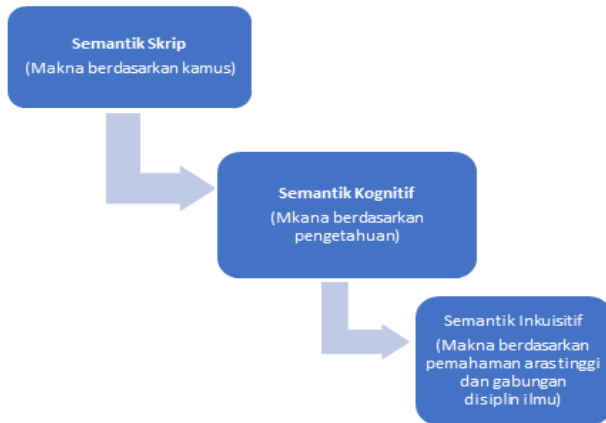 Semantik Skrip
(Makna berdasarkan kamus)
Semantik Kognitif
(Mkana berdasarkan
pengetahuan)
Semantik Inkuisitif
(Makna berdasarkan
pemahaman aras tinggi
dan gabungan
disiplin ilmu)